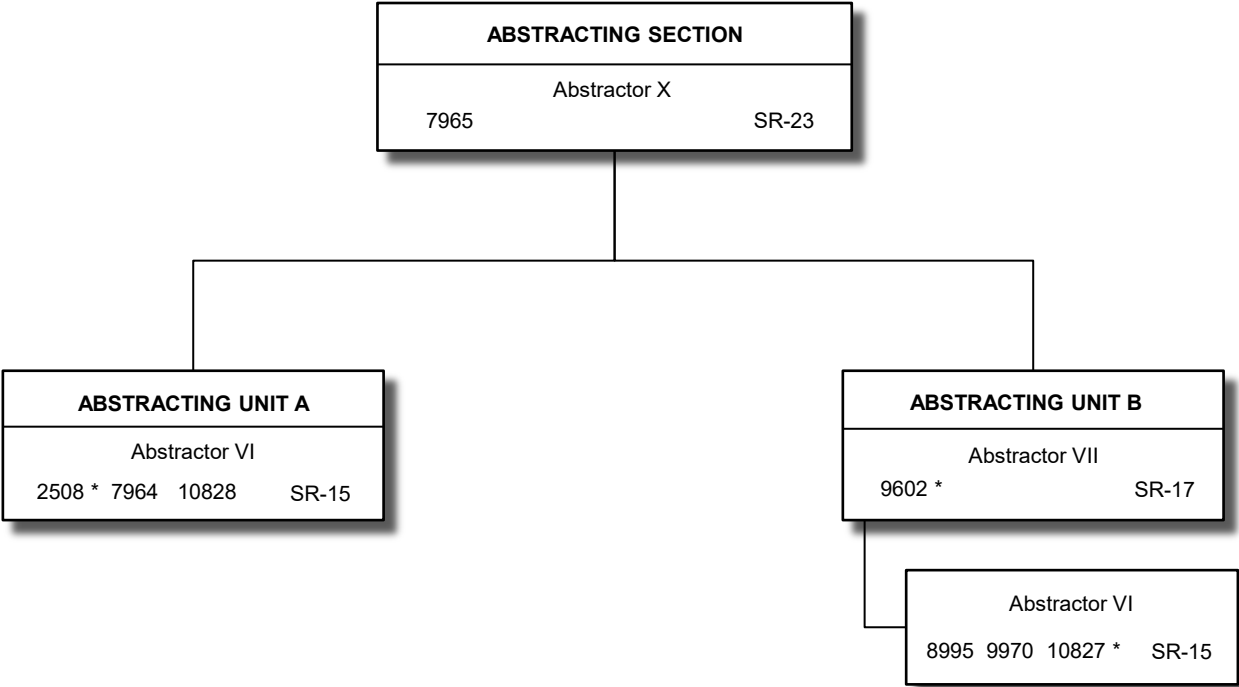 ABSTRACTING SECTION
Abstractor X
7965 SR-23
ABSTRACTING UNIT A
Abstractor VI
2508 * 7964 10828 SR-15
ABSTRACTING UNIT B
Abstractor VII
9602 * SR-17
Abstractor VI
8995 9970 10827 * SR-15